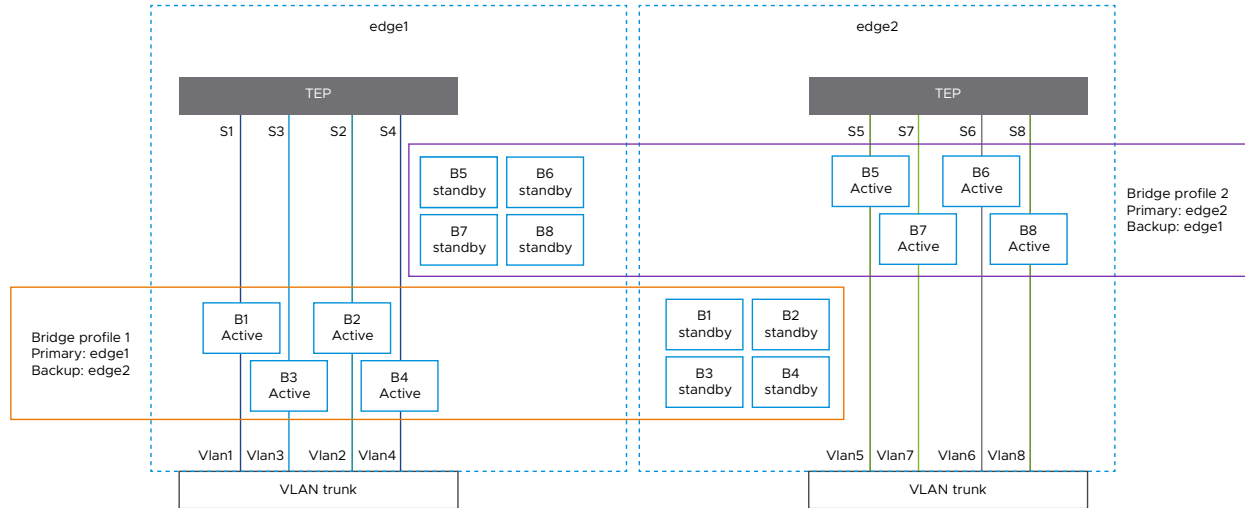 edge1
edge2
TEP
TEP
S1
S3
S2
S4
S5
S7
S6
S8
B5
standby
B6
standby
B7
standby
B8
standby
B5
Active
B6
Active
B7
Active
B8
Active
Bridge profile 2
Primary: edge2
Backup: edge1
Bridge profile 1
Primary: edge1
Backup: edge2
B1
Active
B2
Active
B3
Active
B4
Active
B1
standby
B2
standby
B3
standby
B4
standby
Vlan1
Vlan3
Vlan2
Vlan4
Vlan5
Vlan7
Vlan6
Vlan8
VLAN trunk
VLAN trunk